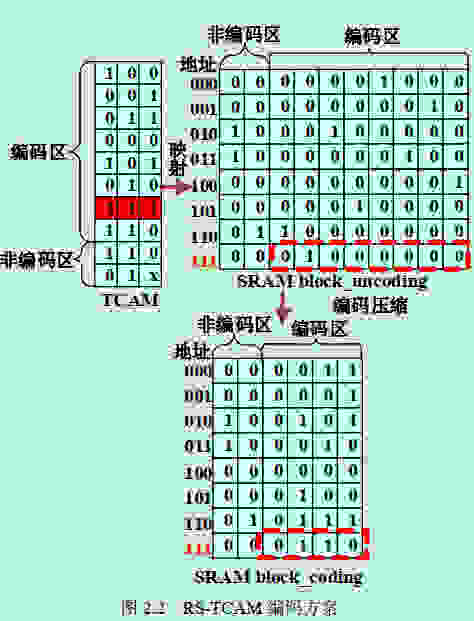 非编码区 编码区
地址
000 0 0 0 0 0 0 1 0 0 0
001 0 0 0 0 0 0 0 0 1 0
010 1 0 0 0 1 0 0 0 0 0
011 1 0 0 0 0 0 0 1 0 0
100 0 0 0 0 0 0 0 0 0 1
101 0 0 0 0 0 1 0 0 0 0
110 0 1 1 0 0 0 0 0 0 0
111 0 0 0 1 0 0 0 0 0 0
SRAM block_uncoding
编码区
非编码区
1 0 0
0 0 1
0 1 1
0 0 0
1 0 1
0 1 0
1 1 1
1 1 0
1 1 0
0 1 x
TCAM
映射
编码压缩
非编码区 编码区
地址
000 0 0 0 0 1 1
001 0 0 0 0 0 1
010 1 0 0 1 0 1
011 1 0 0 0 1 0
100 0 0 0 0 0 0
101 0 0 0 1 0 0
110 0 1 0 1 1 1
111 0 0 0 1 1 0
SRAM block_coding
图 2.2 RS-TCAM 编码方案